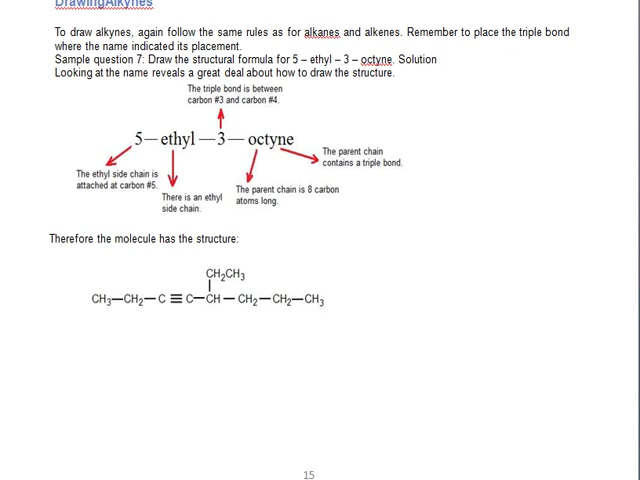 DrawingAlkynes
To draw alkynes, again follow the same rules as for alkanes and alkenes. Remember to place the triple bond
where the name indicated its placement.
Sample question 7: Draw the structural formula for 5 – ethyl – 3 – octyne. Solution
Looking at the name reveals a great deal about how to draw the structure.
The triple bond is between
carbon #3 and carbon #4.
5— ethyl —3— octyne
The parent chain
contains a triple bond.
The ethyl side chain is
attached at carbon #5.
There is an ethyl
side chain.
The parent chain is 8 carbon
atoms long.
Therefore the molecule has the structure:
CH₂CH₃
CH₃—CH₂—C≡C—CH—CH₂—CH₂—CH₃
15